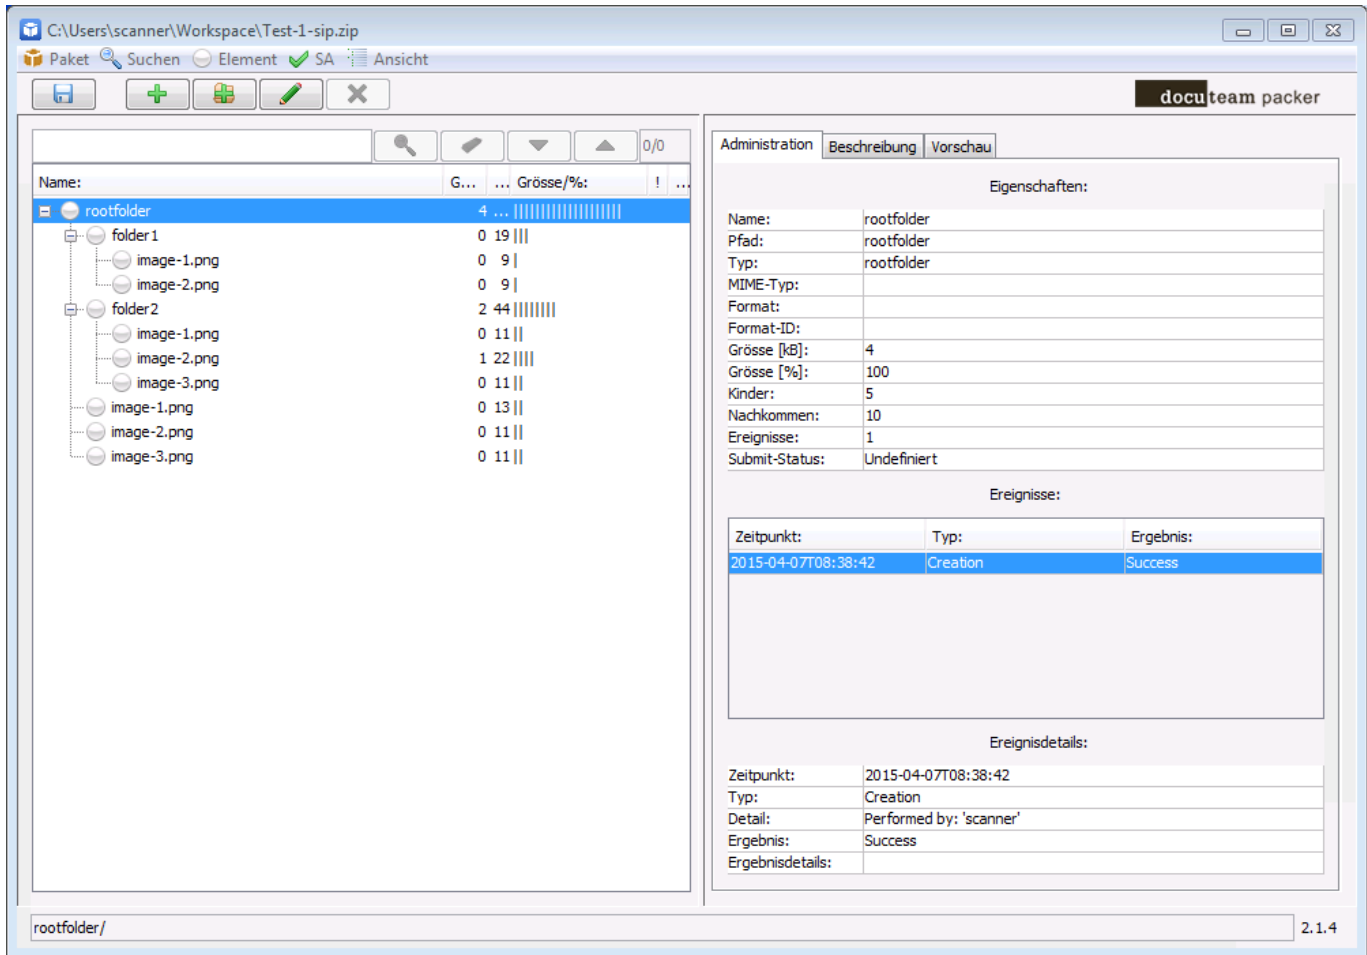 C:\Users\scanner\Workspace\Test-1-sip.zip
Paket Suchen Element SA Ansicht
docuteam packer
0/0
Name: G... ... Grösse/%: ! ...
rootfolder 4 ...
folder1 0 19
image-1.png 0 9
image-2.png 0 9
folder2 2 44
image-1.png 0 11
image-2.png 1 22
image-3.png 0 11
image-1.png 0 13
image-2.png 0 11
image-3.png 0 11
Administration Beschreibung Vorschau
Eigenschaften:
Name: rootfolder
Pfad: rootfolder
Typ: rootfolder
MIME-Typ:
Format:
Format-ID:
Grösse [kB]: 4
Grösse [%]: 100
Kinder: 5
Nachkommen: 10
Ereignisse: 1
Submit-Status: Undefiniert
Ereignisse:
Zeitpunkt: Typ: Ergebnis:
2015-04-07T08:38:42 Creation Success
Ereignisdetails:
Zeitpunkt: 2015-04-07T08:38:42
Typ: Creation
Detail: Performed by: 'scanner'
Ergebnis: Success
Ergebnisdetails:
rootfolder/ 2.1.4